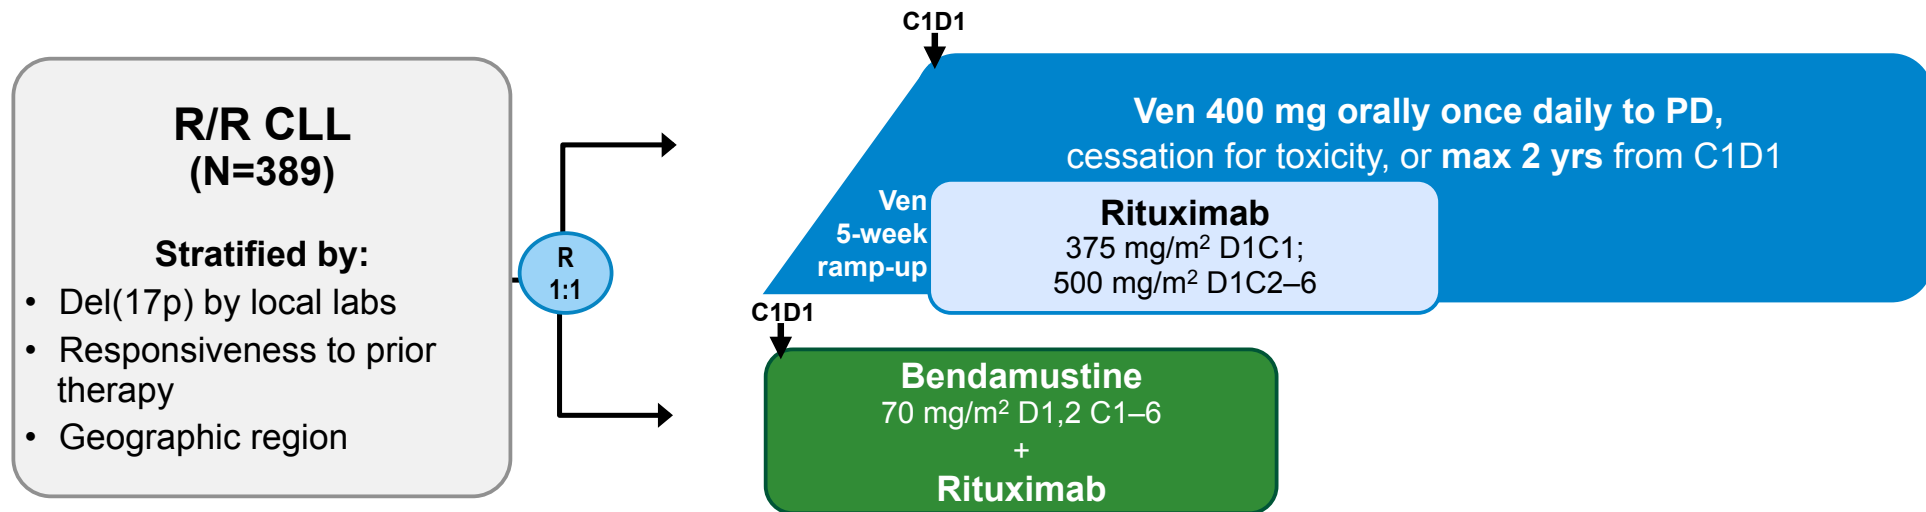 R/R CLL
(N=389)
Stratified by:
• Del(17p) by local labs
• Responsiveness to prior
therapy
• Geographic region
R
1:1
C1D1
Ven 400 mg orally once daily to PD,
cessation for toxicity, or max 2 yrs from C1D1
Ven
5-week
ramp-up
Rituximab
375 mg/m² D1C1;
500 mg/m² D1C2–6
C1D1
Bendamustine
70 mg/m² D1,2 C1–6
+
Rituximab